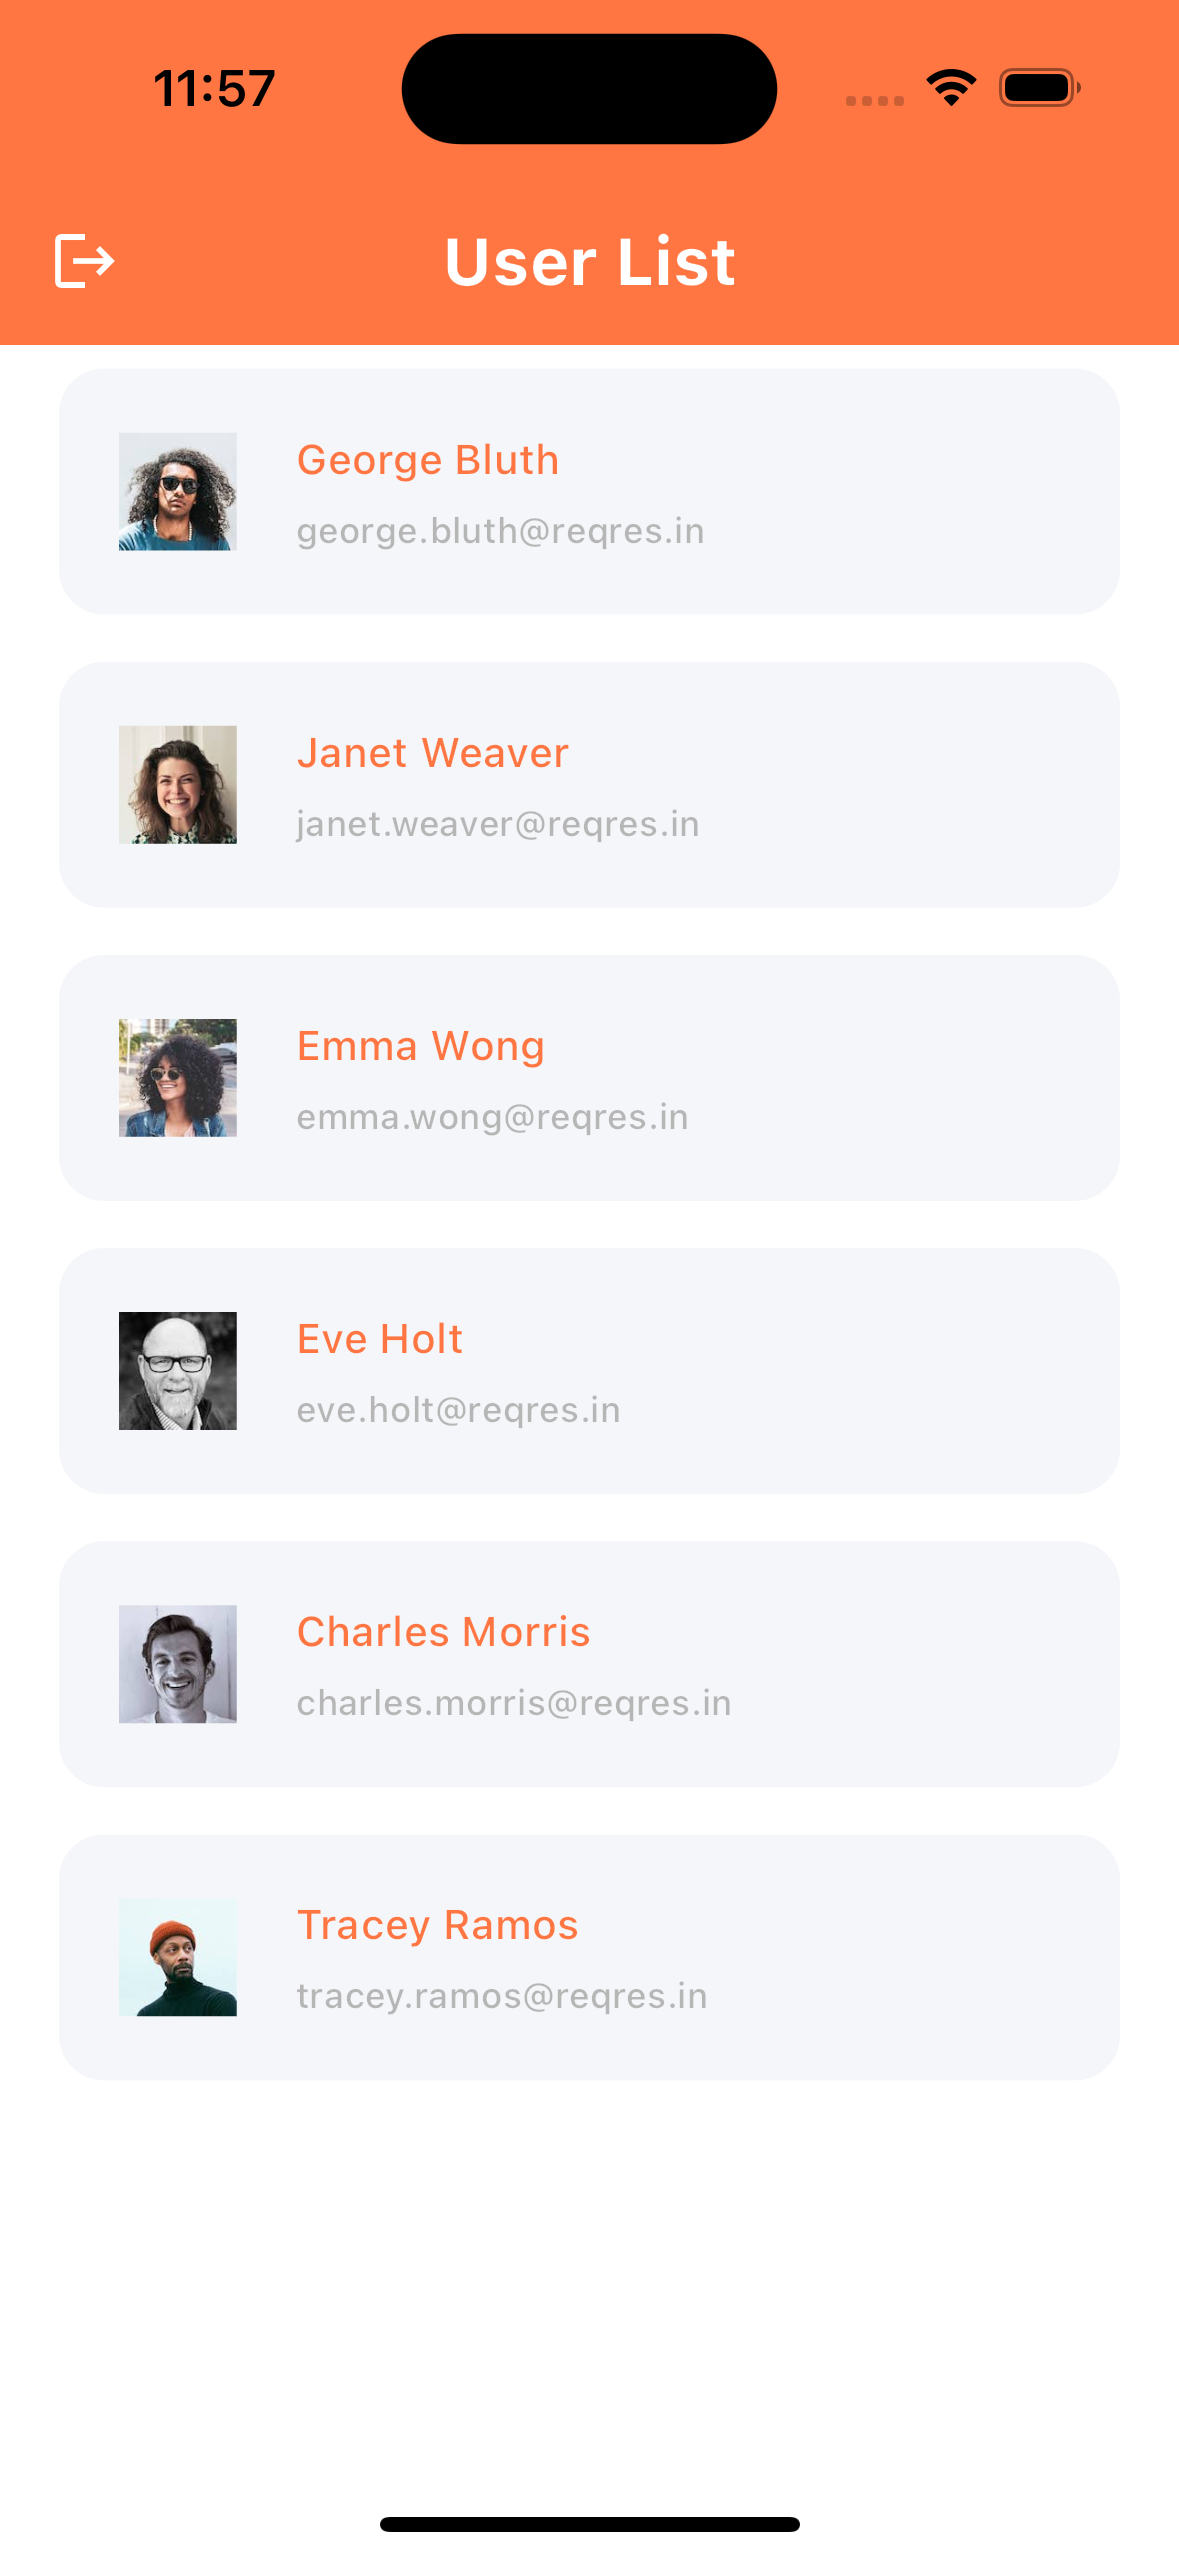 11:57
User List
George Bluth
george.bluth@reqres.in
Janet Weaver
janet.weaver@reqres.in
Emma Wong
emma.wong@reqres.in
Eve Holt
eve.holt@reqres.in
Charles Morris
charles.morris@reqres.in
Tracey Ramos
tracey.ramos@reqres.in